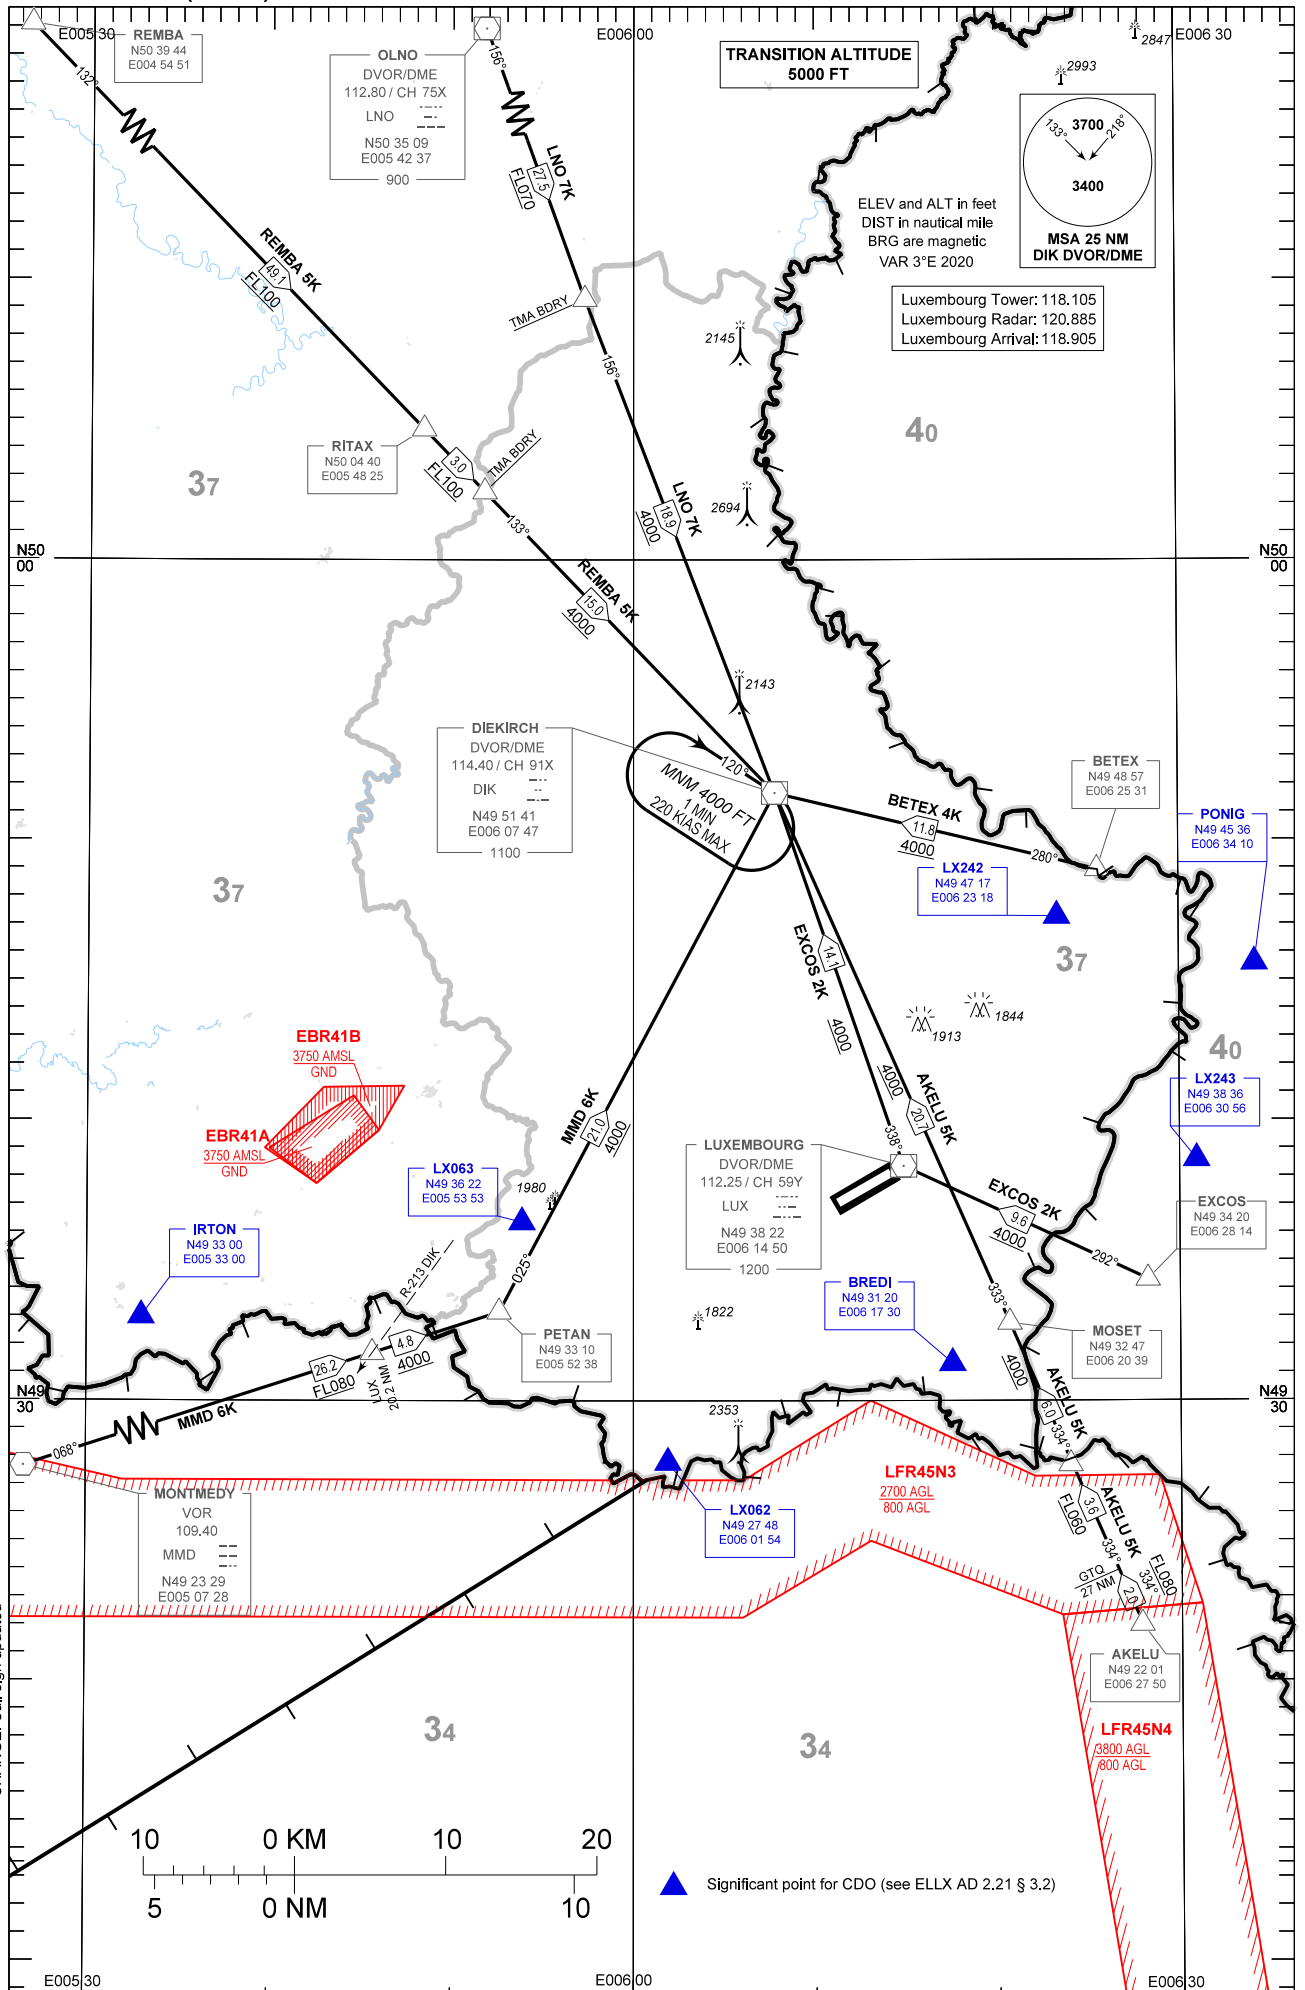 E005 30
E006 00
E006 30
REMBA
N50 39 44
E004 54 51
132°
OLNO
DVOR/DME
112.80 / CH 75X
LNO
N50 35 09
E005 42 37
900
156°
TRANSITION ALTITUDE
5000 FT
2847
2993
133°
3700
218°
3400
MSA 25 NM
DIK DVOR/DME
ELEV and ALT in feet
DIST in nautical mile
BRG are magnetic
VAR 3°E 2020
Luxembourg Tower: 118.105
Luxembourg Radar: 120.885
Luxembourg Arrival: 118.905
LNO 7K
27.5
FL070
REMBA 5K
49.1
FL100
TMA BDRY
156°
2145
RITAX
N50 04 40
E005 48 25
3.0
FL100
TMA BDRY
133°
37
40
2694
LNO 7K
18.9
4000
N50
00
N50
00
REMBA 5K
15.0
4000
2143
DIEKIRCH
DVOR/DME
114.40 / CH 91X
DIK
N49 51 41
E006 07 47
1100
120°
MNM 4000 FT
1 MIN
220 KIAS MAX
BETEX 4K
11.8
4000
280°
BETEX
N49 48 57
E006 25 31
PONIG
N49 45 36
E006 34 10
LX242
N49 47 17
E006 23 18
37
37
EXCOS 2K
14.1
4000
1913
1844
40
EBR41B
3750 AMSL
GND
EBR41A
3750 AMSL
GND
4000
AKELU 5K
20.7
LX243
N49 38 36
E006 30 56
MMD 6K
21.0
4000
338°
LUXEMBOURG
DVOR/DME
112.25 / CH 59Y
LUX
N49 38 22
E006 14 50
1200
LX063
N49 36 22
E005 53 53
1980
EXCOS 2K
9.6
4000
292°
EXCOS
N49 34 20
E006 28 14
IRTON
N49 33 00
E005 33 00
R-213 DIK
025°
BREDI
N49 31 20
E006 17 30
333°
1822
PETAN
N49 33 10
E005 52 38
MOSET
N49 32 47
E006 20 39
4.8
4000
26.2
FL080
LUX
20.2 NM
MMD 6K
068°
N49
30
N49
30
4000
AKELU 5K
6.0
334°
2353
LFR45N3
2700 AGL
800 AGL
MONTMEDY
VOR
109.40
MMD
N49 23 29
E005 07 28
LX062
N49 27 48
E006 01 54
AKELU 5K
3.6
FL060
334°
GTQ
27 NM
FL080
334°
2.0
AKELU
N49 22 01
E006 27 50
LFR45N4
3800 AGL
800 AGL
34
34
10 0 KM 10 20
5 0 NM 10
Significant point for CDO (see ELLX AD 2.21 § 3.2)
E005 30
E006 00
E006 30